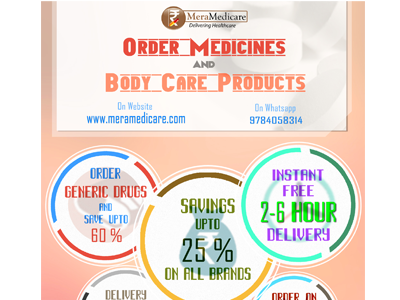 MeraMedicare
Delivering Healthcare
ORDER MEDICINES
AND
BODY CARE PRODUCTS
On Website
www.meramedicare.com
On Whatsapp
9784058314
ORDER
GENERIC DRUGS
AND
SAVE UPTO
60 %
SAVINGS
UPTO
25 %
ON ALL BRANDS
INSTANT
FREE
2-6 HOUR
DELIVERY
DELIVERY
ORDER ON